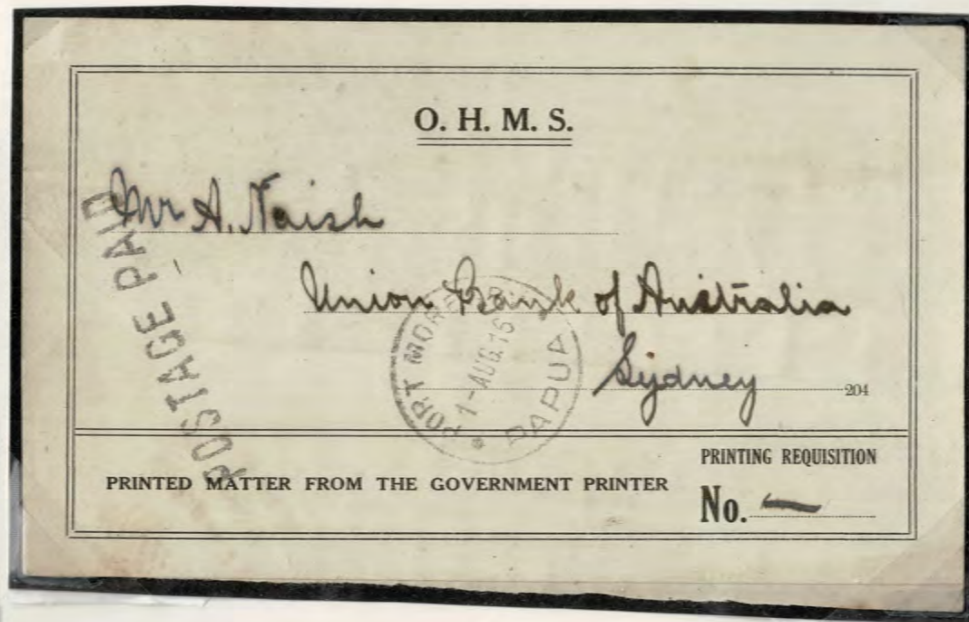 O. H. M. S.
Mr A. Naish
Union Bank of Australia
Sydney 204
POSTAGE PAID
PORT MORESBY
1-AUG.16
PAPUA
PRINTED MATTER FROM THE GOVERNMENT PRINTER
PRINTING REQUISITION
No. —